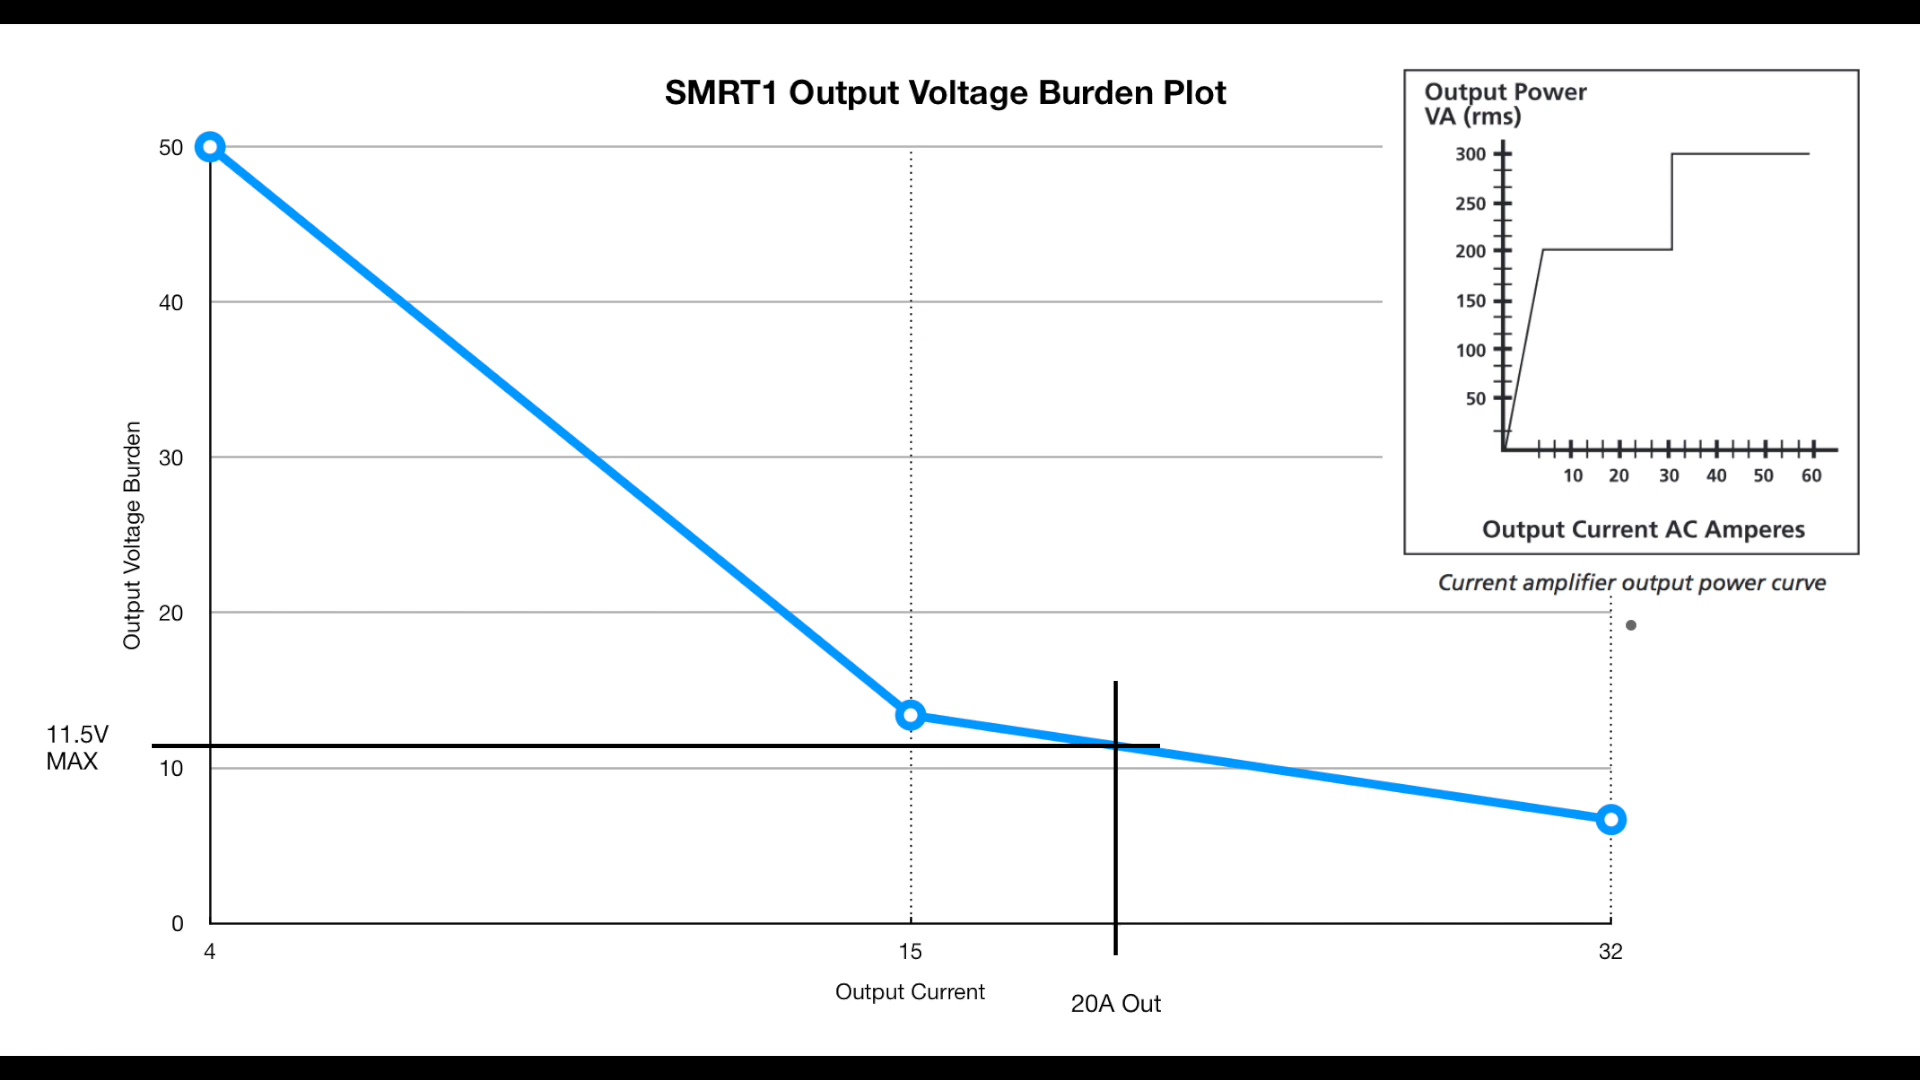 SMRT1 Output Voltage Burden Plot
50
40
30
20
10
0
Output Voltage Burden
11.5V
MAX
4
15
32
Output Current
20A Out
Output Power
VA (rms)
300
250
200
150
100
50
10 20 30 40 50 60
Output Current AC Amperes
Current amplifier output power curve